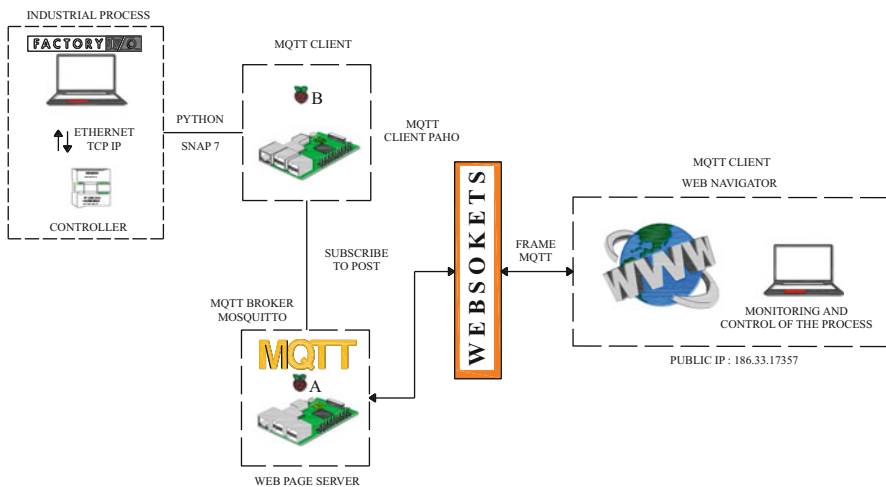 INDUSTRIAL PROCESS
FACTORY I/O
ETHERNET
TCP IP
CONTROLLER
PYTHON
SNAP 7
MQTT CLIENT
B
MQTT
CLIENT PAHO
SUBSCRIBE
TO POST
MQTT BROKER
MOSQUITTO
MQTT
A
WEB PAGE SERVER
WEBSOKETS
FRAME
MQTT
MQTT CLIENT
WEB NAVIGATOR
WWW
MONITORING AND
CONTROL OF THE PROCESS
PUBLIC IP : 186.33.17357